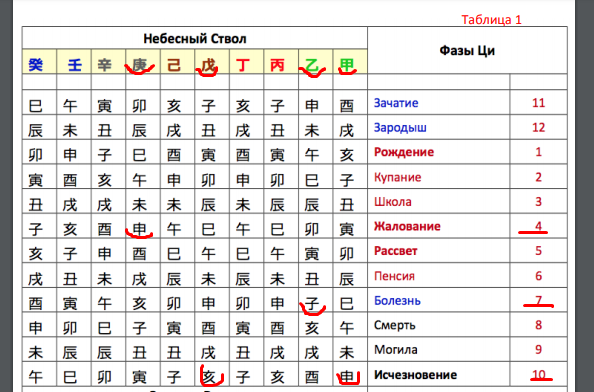 Таблица 1
Небесный Ствол
Фазы Ци
癸 壬 辛 庚 己 戊 丁 丙 乙 甲
巳 午 寅 卯 亥 子 亥 子 申 酉 Зачатие 11
辰 未 丑 辰 戌 丑 戌 丑 未 戌 Зародыш 12
卯 申 子 巳 酉 寅 酉 寅 午 亥 Рождение 1
寅 酉 亥 午 申 卯 申 卯 巳 子 Купание 2
丑 戌 戌 未 未 辰 未 辰 辰 丑 Школа 3
子 亥 酉 申 午 巳 午 巳 卯 寅 Жалование 4
亥 子 申 酉 巳 午 巳 午 寅 卯 Рассвет 5
戌 丑 未 戌 辰 未 辰 未 丑 辰 Пенсия 6
酉 寅 午 亥 卯 申 卯 申 子 巳 Болезнь 7
申 卯 巳 子 寅 酉 寅 酉 亥 午 Смерть 8
未 辰 辰 丑 丑 戌 丑 戌 戌 未 Могила 9
午 巳 卯 寅 子 亥 子 亥 酉 申 Исчезновение 10